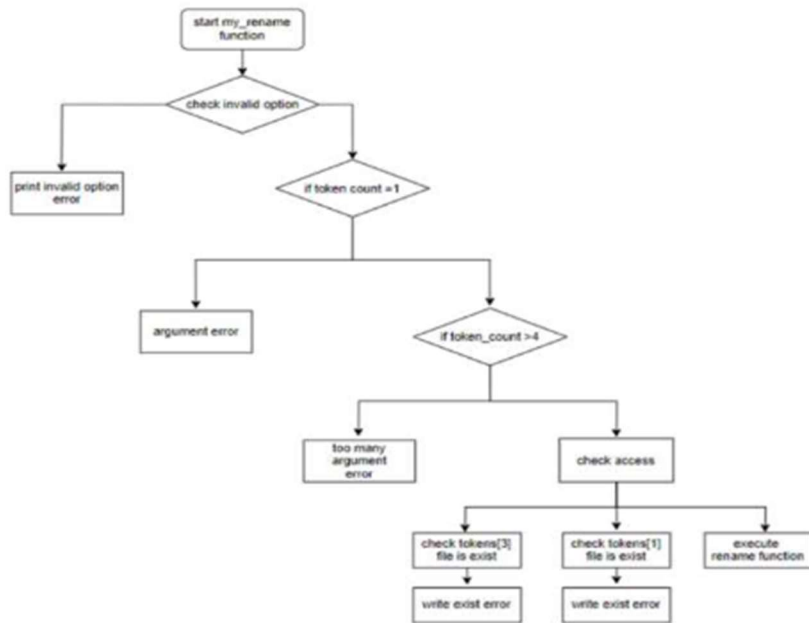 start my_rename
function
check invalid option
print invalid option
error
if token count =1
argument error
if token_count >4
too many
argument
error
check access
check tokens[3]
file is exist
check tokens[1]
file is exist
execute
rename function
write exist error
write exist error